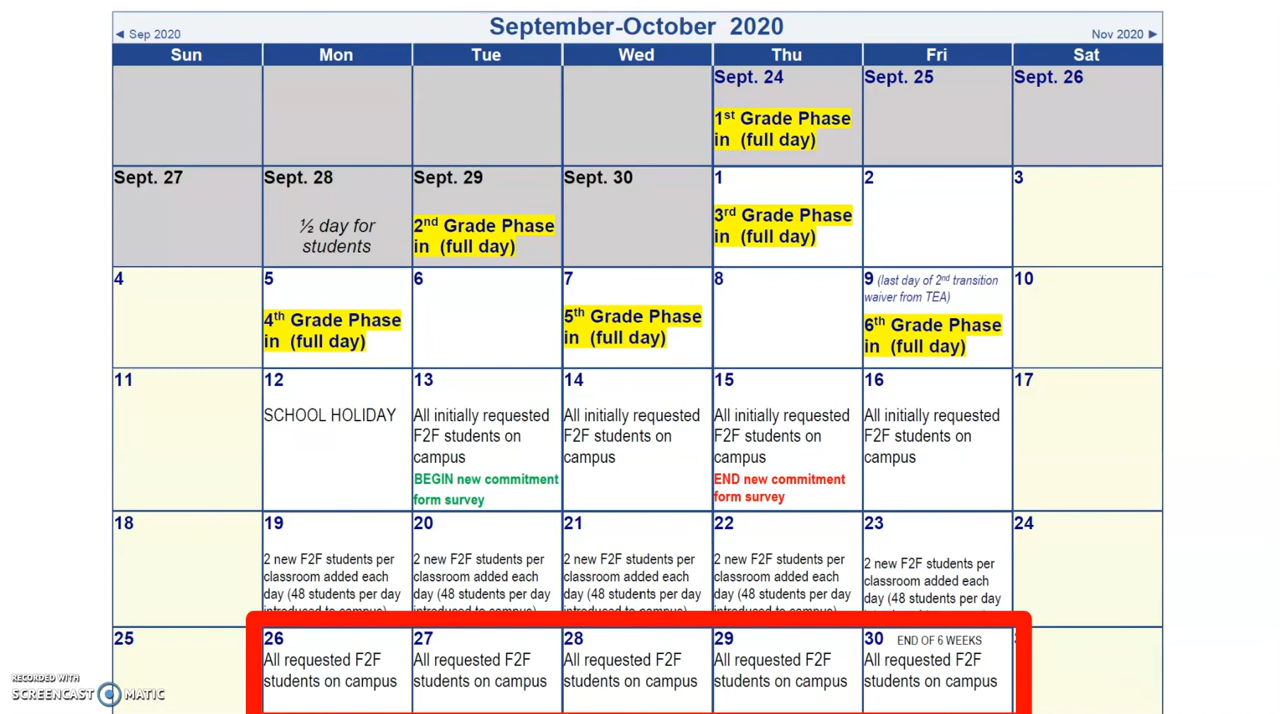 September-October 2020
◄ Sep 2020
Nov 2020 ►
Sun Mon Tue Wed Thu Fri Sat
Sept. 24
1st Grade Phase
in (full day)
Sept. 25
Sept. 26
Sept. 27
Sept. 28
½ day for
students
Sept. 29
2nd Grade Phase
in (full day)
Sept. 30
1
3rd Grade Phase
in (full day)
2
3
4
5
4th Grade Phase
in (full day)
6
7
5th Grade Phase
in (full day)
8
9 (last day of 2nd transition
waiver from TEA)
6th Grade Phase
in (full day)
10
11
12
SCHOOL HOLIDAY
13
All initially requested
F2F students on
campus
BEGIN new commitment
form survey
14
All initially requested
F2F students on
campus
15
All initially requested
F2F students on
campus
END new commitment
form survey
16
All initially requested
F2F students on
campus
17
18
19
2 new F2F students per
classroom added each
day (48 students per day
introduced to campus)
20
2 new F2F students per
classroom added each
day (48 students per day
introduced to campus)
21
2 new F2F students per
classroom added each
day (48 students per day
introduced to campus)
22
2 new F2F students per
classroom added each
day (48 students per day
introduced to campus)
23
2 new F2F students per
classroom added each
day (48 students per day
24
25
26
All requested F2F
students on campus
27
All requested F2F
students on campus
28
All requested F2F
students on campus
29
All requested F2F
students on campus
30 END OF 6 WEEKS
All requested F2F
students on campus
RECORDED WITH
SCREENCAST MATIC